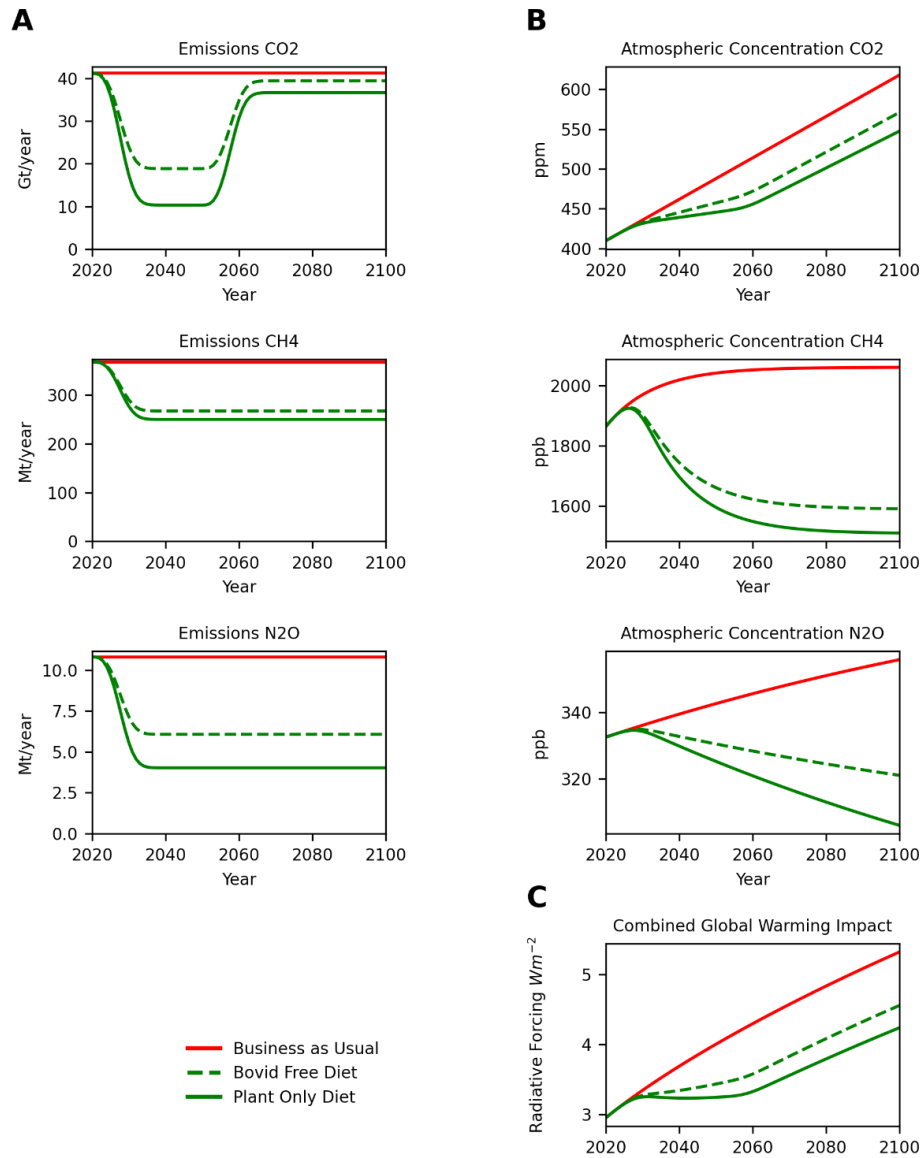 A
B
Emissions CO2
Atmospheric Concentration CO2
Gt/year
40
30
20
10
0
2020 2040 2060 2080 2100
Year
ppm
600
550
500
450
400
2020 2040 2060 2080 2100
Year
Emissions CH4
Atmospheric Concentration CH4
Mt/year
300
200
100
0
2020 2040 2060 2080 2100
Year
ppb
2000
1800
1600
2020 2040 2060 2080 2100
Year
Emissions N2O
Atmospheric Concentration N2O
Mt/year
10.0
7.5
5.0
2.5
0.0
2020 2040 2060 2080 2100
Year
ppb
340
320
2020 2040 2060 2080 2100
Year
C
Combined Global Warming Impact
Radiative Forcing Wm⁻²
5
4
3
2020 2040 2060 2080 2100
Business as Usual
Bovid Free Diet
Plant Only Diet